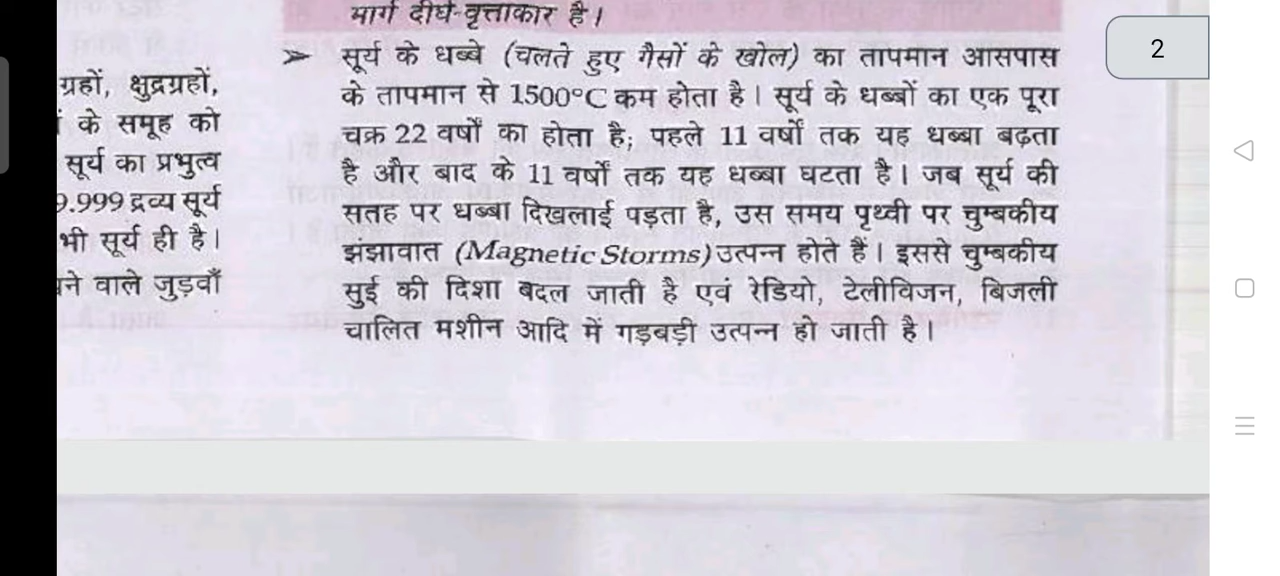 मार्ग दीर्घ-वृत्ताकार है।
➢ सूर्य के धब्बे (चलते हुए गैसों के खोल) का तापमान आसपास
के तापमान से 1500°C कम होता है। सूर्य के धब्बों का एक पूरा
चक्र 22 वर्षों का होता है; पहले 11 वर्षों तक यह धब्बा बढ़ता
है और बाद के 11 वर्षों तक यह धब्बा घटता है। जब सूर्य की
सतह पर धब्बा दिखलाई पड़ता है, उस समय पृथ्वी पर चुम्बकीय
झंझावात (Magnetic Storms) उत्पन्न होते हैं। इससे चुम्बकीय
सुई की दिशा बदल जाती है एवं रेडियो, टेलीविजन, बिजली
चालित मशीन आदि में गड़बड़ी उत्पन्न हो जाती है।
ग्रहों, क्षुद्रग्रहों,
के समूह को
सूर्य का प्रभुत्व
9.999 द्रव्य सूर्य
भी सूर्य ही है।
वाले जुड़वाँ
2